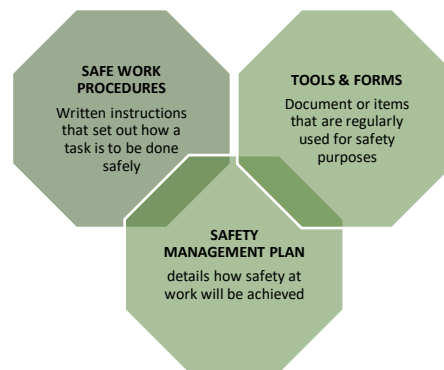 SAFE WORK
PROCEDURES
Written instructions
that set out how a
task is to be done
safely
TOOLS & FORMS
Document or items
that are regularly
used for safety
purposes
SAFETY
MANAGEMENT PLAN
details how safety at
work will be achieved